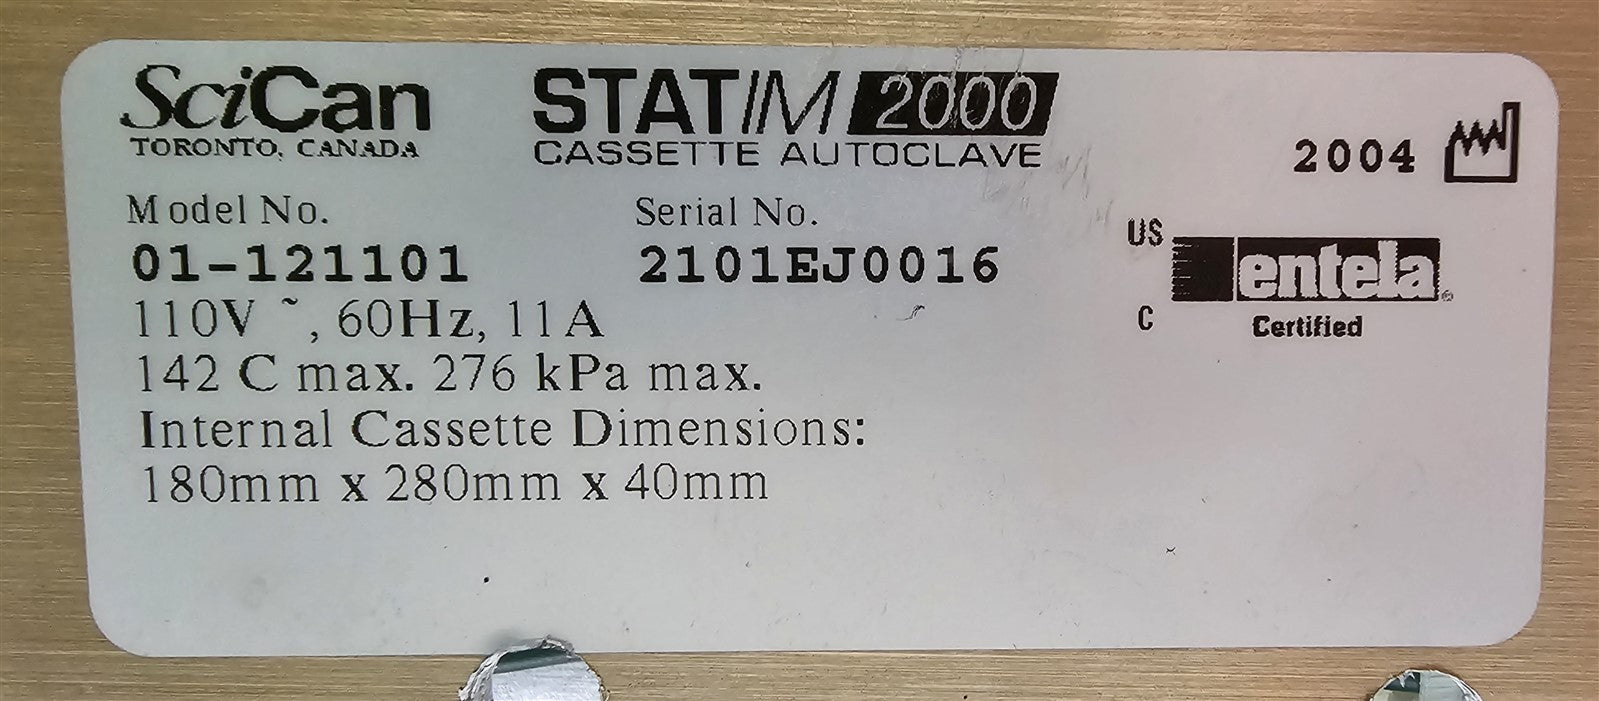 SciCan
TORONTO, CANADA
STATIM 2000
CASSETTE AUTOCLAVE
2004
Model No.
01-121101
Serial No.
2101EJ0016
110V ~, 60Hz, 11A
142 C max. 276 kPa max.
Internal Cassette Dimensions:
180mm x 280mm x 40mm
US
entela®
C
Certified